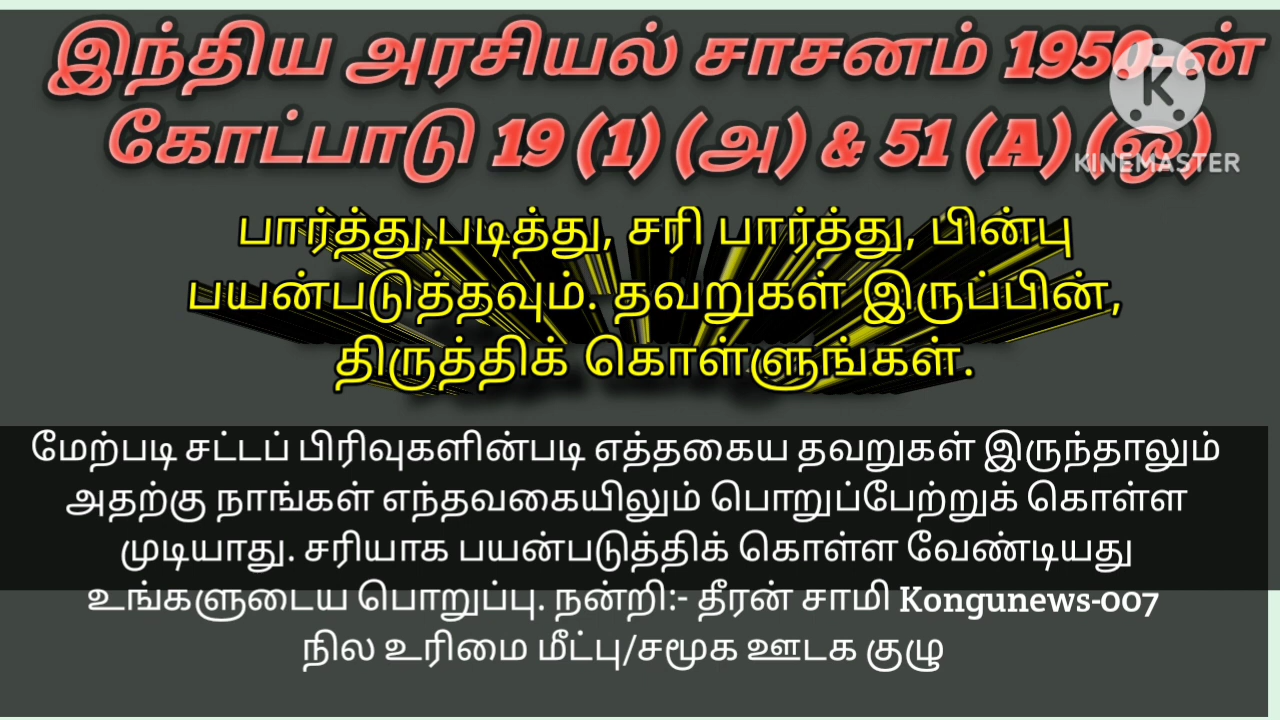 இந்திய அரசியல் சாசனம் 1950-ன்
கோட்பாடு 19 (1) (அ) & 51 (A) (ஒ)
KINEMASTER
பார்த்து,படித்து, சரி பார்த்து, பின்பு
பயன்படுத்தவும். தவறுகள் இருப்பின்,
திருத்திக் கொள்ளுங்கள்.
மேற்படி சட்டப் பிரிவுகளின்படி எத்தகைய தவறுகள் இருந்தாலும்
அதற்கு நாங்கள் எந்தவகையிலும் பொறுப்பேற்றுக் கொள்ள
முடியாது. சரியாக பயன்படுத்திக் கொள்ள வேண்டியது
உங்களுடைய பொறுப்பு. நன்றி:- தீரன் சாமி Kongunews-007
நில உரிமை மீட்பு/சமூக ஊடக குழு